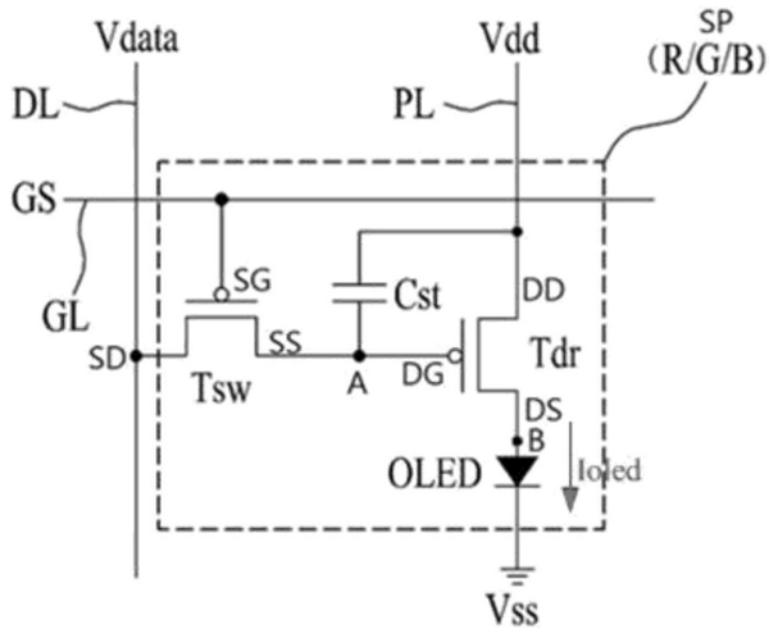 Vdata
Vdd
SP
(R/G/B)
DL
PL
GS
SG
Cst
DD
GL
SD
SS
Tdr
Tsw
A
DG
DS
B
OLED
Ioled
Vss